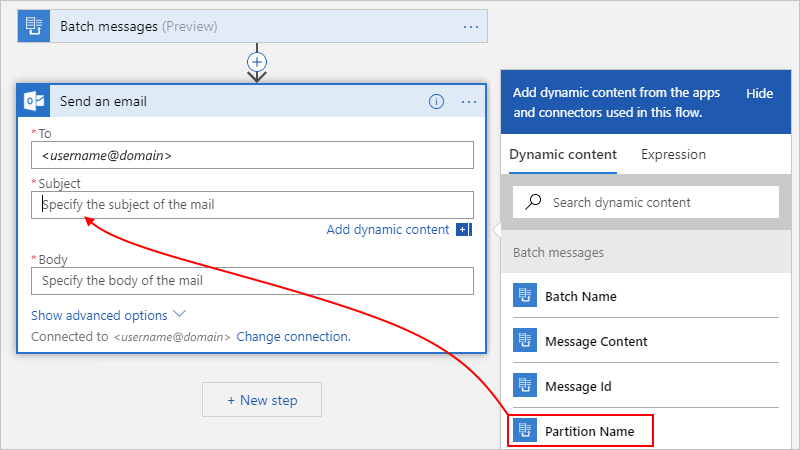 Batch messages (Preview)
Send an email
* To
<username@domain>
* Subject
Specify the subject of the mail
Add dynamic content
* Body
Specify the body of the mail
Show advanced options
Connected to <username@domain> Change connection.
+ New step
Add dynamic content from the apps
and connectors used in this flow.
Hide
Dynamic content
Expression
Search dynamic content
Batch messages
Batch Name
Message Content
Message Id
Partition Name